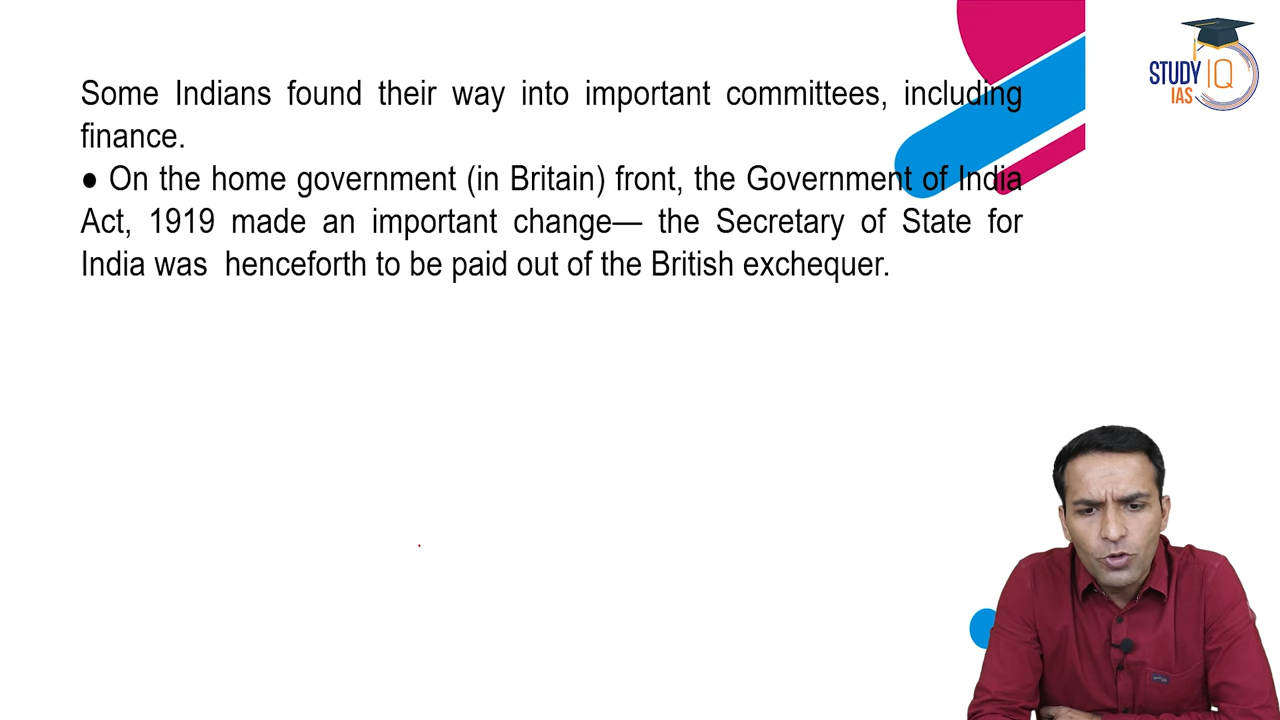 Some Indians found their way into important committees, including
finance.
● On the home government (in Britain) front, the Government of India
Act, 1919 made an important change— the Secretary of State for
India was henceforth to be paid out of the British exchequer.
STUDY IQ
IAS